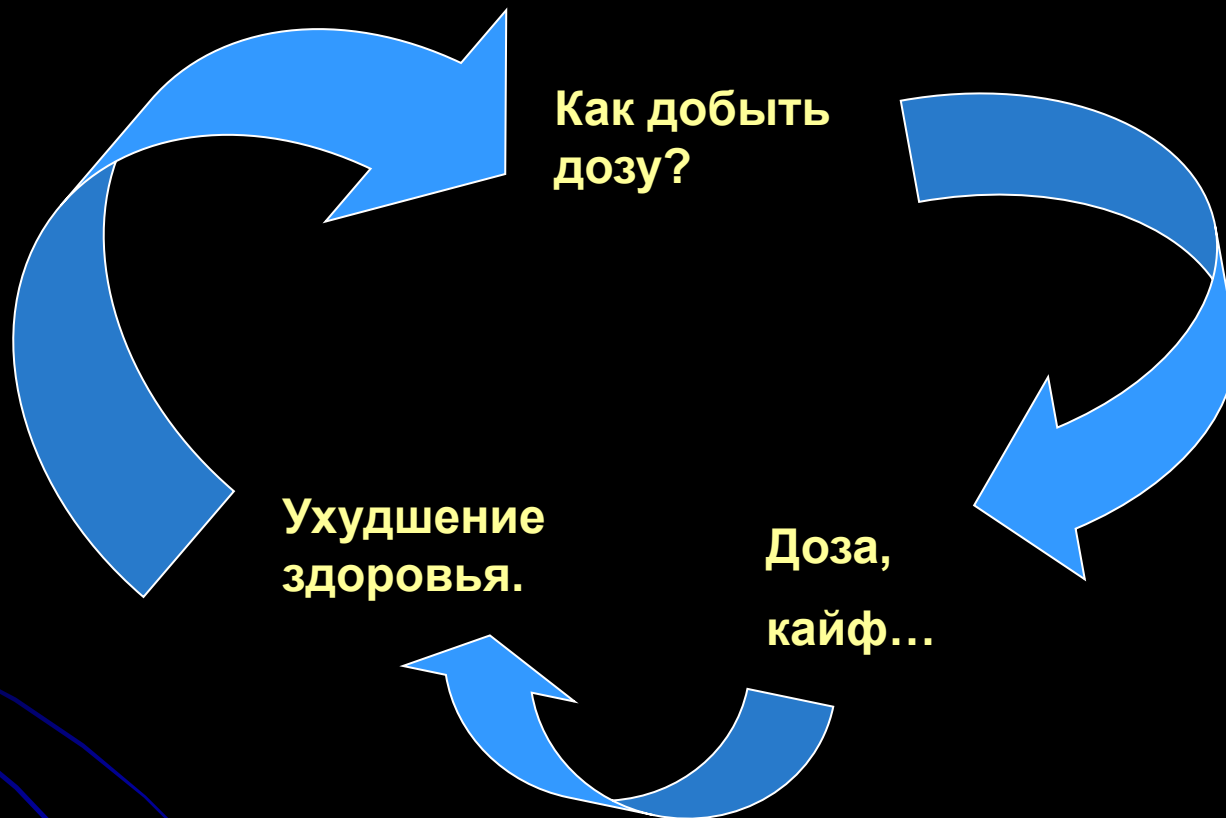 Как добыть
дозу?
Ухудшение
здоровья.
Доза,
кайф…